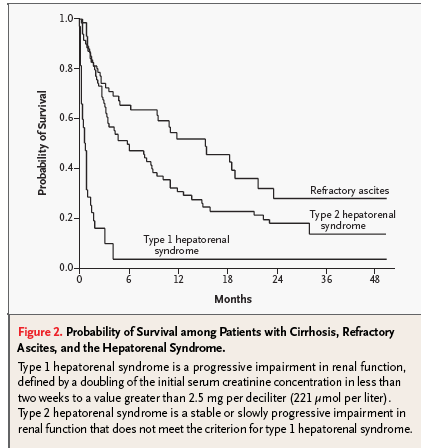 1.0
0.8
0.6
0.4
0.2
0.0
Probability of Survival
Refractory ascites
Type 2 hepatorenal
syndrome
Type 1 hepatorenal
syndrome
0 6 12 18 24 36 48
Months
Figure 2. Probability of Survival among Patients with Cirrhosis, Refractory
Ascites, and the Hepatorenal Syndrome.
Type 1 hepatorenal syndrome is a progressive impairment in renal function,
defined by a doubling of the initial serum creatinine concentration in less than
two weeks to a value greater than 2.5 mg per deciliter (221 μmol per liter).
Type 2 hepatorenal syndrome is a stable or slowly progressive impairment in
renal function that does not meet the criterion for type 1 hepatorenal syndrome.